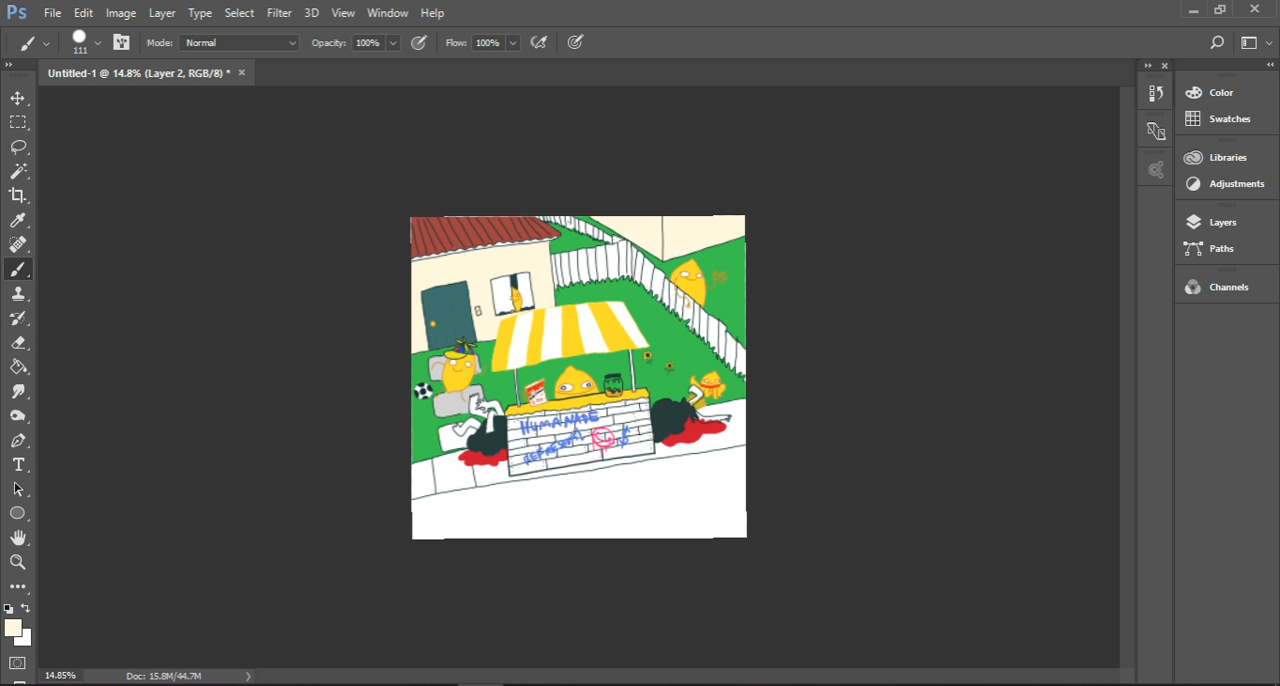 Ps File Edit Image Layer Type Select Filter 3D View Window Help
111 Mode: Normal Opacity: 100% Flow: 100%
Untitled-1 @ 14.8% (Layer 2, RGB/8) *
Color
Swatches
Libraries
Adjustments
Layers
Paths
Channels
HUMANADE
REFRESHN
14.85% Doc: 15.8M/44.7M